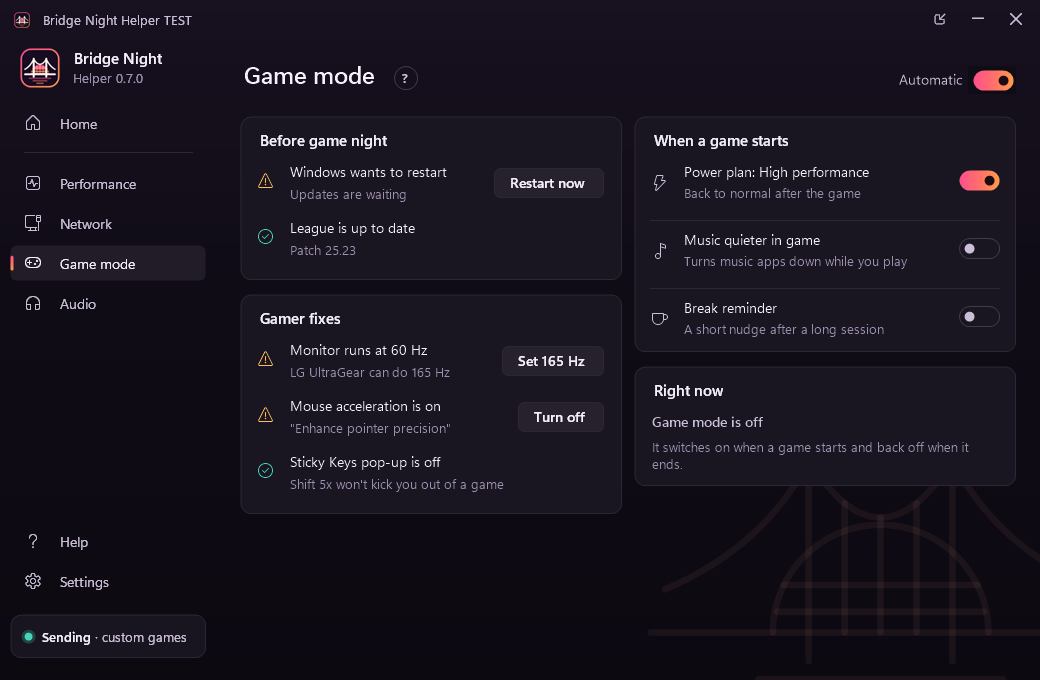 Bridge Night Helper TEST
Bridge Night
Helper 0.7.0
Home
Performance
Network
Game mode
Audio
Help
Settings
Sending · custom games
Game mode
?
Automatic
Before game night
Windows wants to restart
Updates are waiting
Restart now
League is up to date
Patch 25.23
Gamer fixes
Monitor runs at 60 Hz
LG UltraGear can do 165 Hz
Set 165 Hz
Mouse acceleration is on
"Enhance pointer precision"
Turn off
Sticky Keys pop-up is off
Shift 5x won't kick you out of a game
When a game starts
Power plan: High performance
Back to normal after the game
Music quieter in game
Turns music apps down while you play
Break reminder
A short nudge after a long session
Right now
Game mode is off
It switches on when a game starts and back off when it
ends.